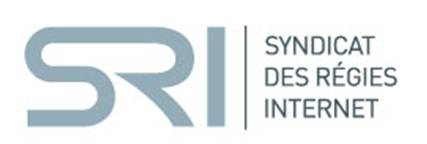 SRI
SYNDICAT
DES RÉGIES
INTERNET